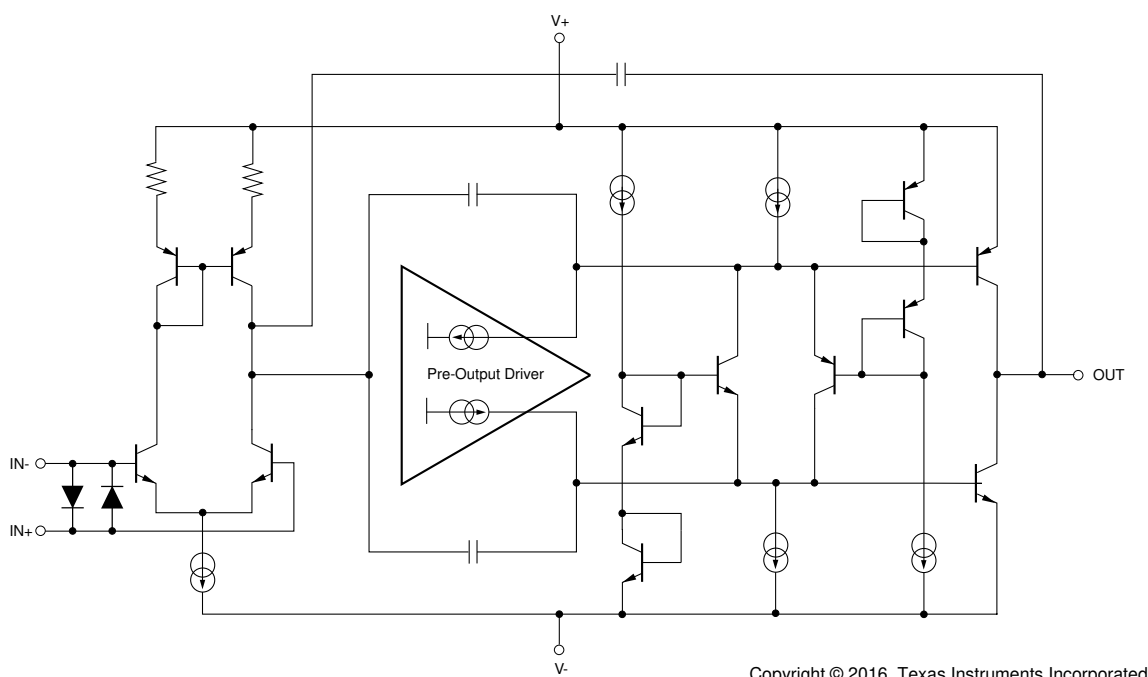 V+
Pre-Output Driver
OUT
IN-
IN+
V-
Copyright © 2016, Texas Instruments Incorporated